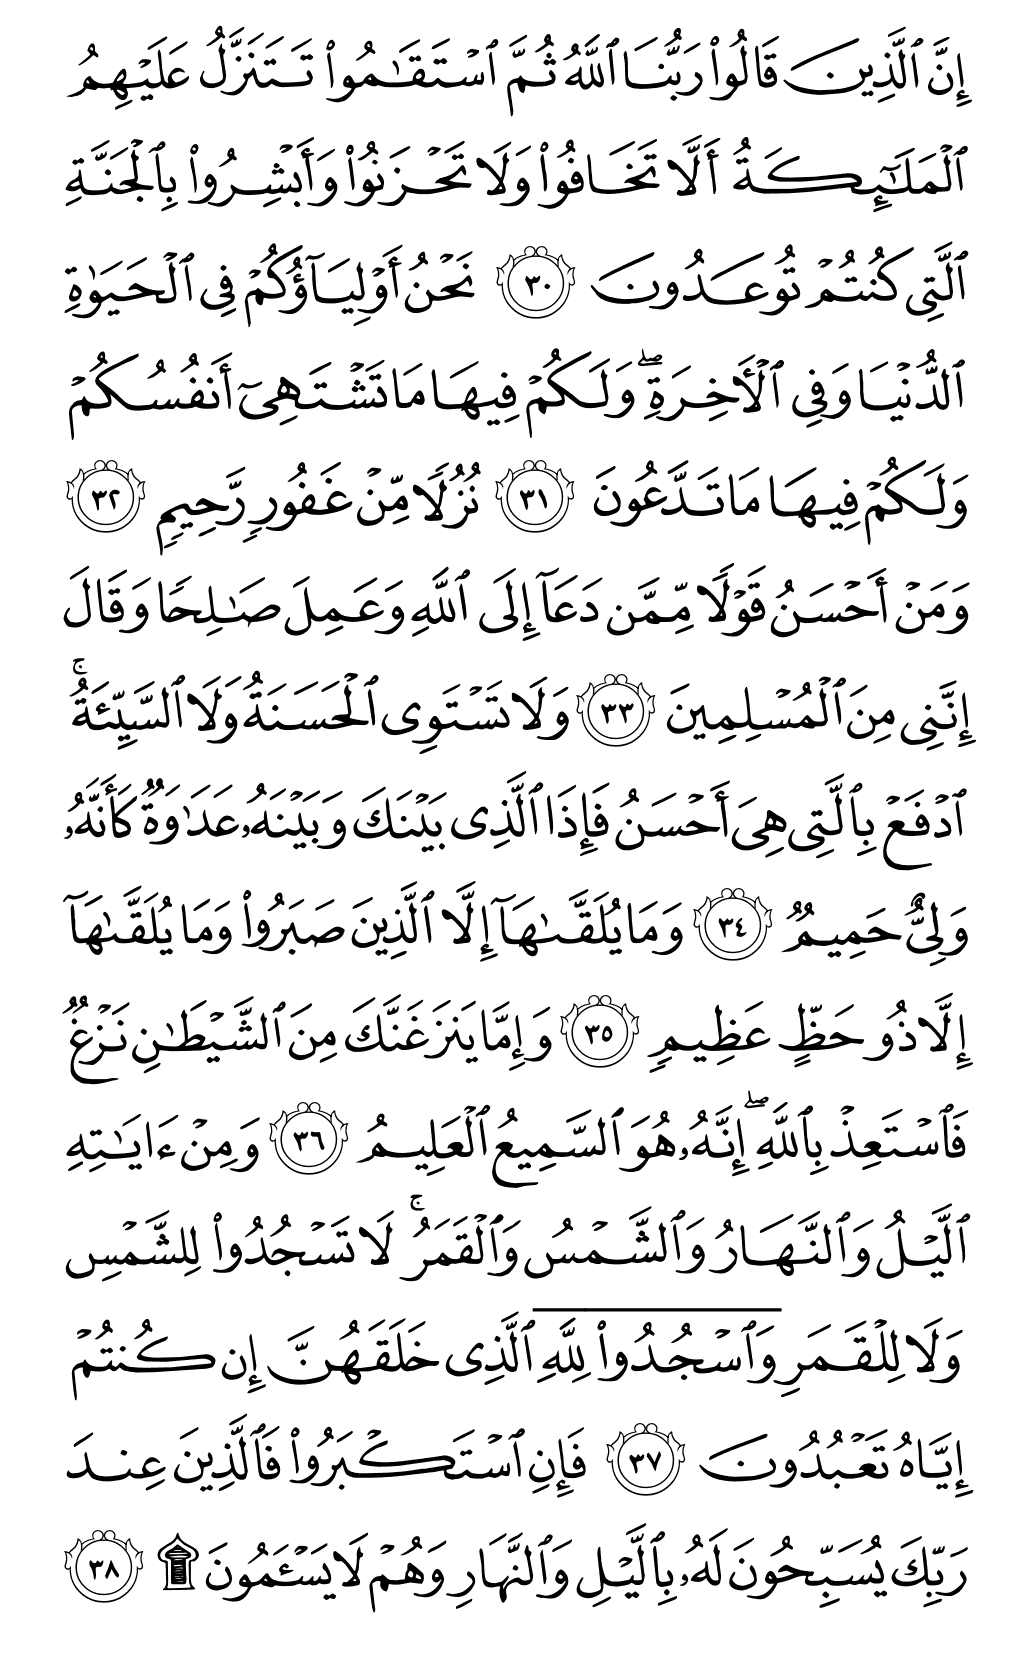 إِنَّ ٱلَّذِينَ قَالُوا۟ رَبُّنَا ٱللَّهُ ثُمَّ ٱسْتَقَـٰمُوا۟ تَتَنَزَّلُ عَلَيْهِمُ
ٱلْمَلَـٰٓئِكَةُ أَلَّا تَخَافُوا۟ وَلَا تَحْزَنُوا۟ وَأَبْشِرُوا۟ بِٱلْجَنَّةِ
ٱلَّتِى كُنتُمْ تُوعَدُونَ ٣٠ نَحْنُ أَوْلِيَآؤُكُمْ فِى ٱلْحَيَوٰةِ
ٱلدُّنْيَا وَفِى ٱلْـَٔاخِرَةِ ۖ وَلَكُمْ فِيهَا مَا تَشْتَهِىٓ أَنفُسُكُمْ
وَلَكُمْ فِيهَا مَا تَدَّعُونَ ٣١ نُزُلًا مِّنْ غَفُورٍ رَّحِيمٍ ٣٢
وَمَنْ أَحْسَنُ قَوْلًا مِّمَّن دَعَآ إِلَى ٱللَّهِ وَعَمِلَ صَـٰلِحًا وَقَالَ
إِنَّنِى مِنَ ٱلْمُسْلِمِينَ ٣٣ وَلَا تَسْتَوِى ٱلْحَسَنَةُ وَلَا ٱلسَّيِّئَةُ ۚ
ٱدْفَعْ بِٱلَّتِى هِىَ أَحْسَنُ فَإِذَا ٱلَّذِى بَيْنَكَ وَبَيْنَهُۥ عَدَٰوَةٌ كَأَنَّهُۥ
وَلِىٌّ حَمِيمٌ ٣٤ وَمَا يُلَقَّىٰهَآ إِلَّا ٱلَّذِينَ صَبَرُوا۟ وَمَا يُلَقَّىٰهَآ
إِلَّا ذُو حَظٍّ عَظِيمٍ ٣٥ وَإِمَّا يَنزَغَنَّكَ مِنَ ٱلشَّيْطَـٰنِ نَزْغٌ
فَٱسْتَعِذْ بِٱللَّهِ ۖ إِنَّهُۥ هُوَ ٱلسَّمِيعُ ٱلْعَلِيمُ ٣٦ وَمِنْ ءَايَـٰتِهِ
ٱلَّيْلُ وَٱلنَّهَارُ وَٱلشَّمْسُ وَٱلْقَمَرُ ۚ لَا تَسْجُدُوا۟ لِلشَّمْسِ
وَلَا لِلْقَمَرِ وَٱسْجُدُوا۟ لِلَّهِ ٱلَّذِى خَلَقَهُنَّ إِن كُنتُمْ
إِيَّاهُ تَعْبُدُونَ ٣٧ فَإِنِ ٱسْتَكْبَرُوا۟ فَٱلَّذِينَ عِندَ
رَبِّكَ يُسَبِّحُونَ لَهُۥ بِٱلَّيْلِ وَٱلنَّهَارِ وَهُمْ لَا يَسْـَٔمُونَ ۩ ٣٨